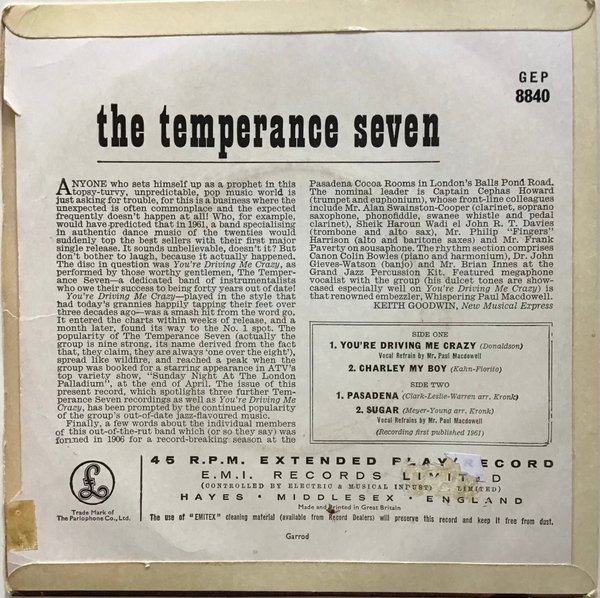 GEP
8840
the temperance seven
ANYONE who sets himself up as a prophet in this
topsy-turvy, unpredictable, pop music world is
just asking for trouble, for this is a business where the
unexpected is often commonplace and the expected
frequently doesn't happen at all! Who, for example,
would have predicted that in 1961, a band specialising
in authentic dance music of the twenties would
suddenly top the best sellers with their first major
single release. It sounds unbelievable, doesn't it? But
don't bother to laugh, because it actually happened.
The disc in question was You're Driving Me Crazy, as
performed by those worthy gentlemen, The Temper-
ance Seven—a dedicated band of instrumentalists
who owe their success to being forty years out of date!
You're Driving Me Crazy—played in the style that
had today's grannies happily tapping their feet over
three decades ago—was a smash hit from the word go.
It entered the charts within weeks of release, and a
month later, found its way to the No. 1 spot. The
popularity of The Temperance Seven (actually the
group is nine strong, its name derived from the fact
that, they claim, they are always 'one over the eight'),
spread like wildfire, and reached a peak when the
group was booked for a starring appearance in ATV's
top variety show, "Sunday Night At The London
Palladium", at the end of April. The issue of this
present record, which spotlights three further Tem-
perance Seven recordings as well as You're Driving Me
Crazy, has been prompted by the continued popularity
of the group's out-of-date jazz-flavoured music.
Finally, a few words about the individual members
of this out-of-the-rut band which (or so they say) was
formed in 1906 for a record-breaking season at the
Pasadena Cocoa Rooms in London's Balls Pond Road.
The nominal leader is Captain Cephas Howard
(trumpet and euphonium), whose front-line colleagues
include Mr. Alan Swainston-Cooper (clarinet, soprano
saxophone, phonofiddle, swanee whistle and pedal
clarinet), Sheik Haroun Wadi el John R. T. Davies
(trombone and alto sax), Mr. Philip "Fingers"
Harrison (alto and baritone saxes) and Mr. Frank
Paverty on sousaphone. The rhythm section comprises
Canon Colin Bowles (piano and harmonium), Dr. John
Gieves-Watson (banjo) and Mr. Brian Innes at the
Grand Jazz Percussion Kit. Featured megaphone
vocalist with the group (his dulcet tones are show-
cased especially well on You're Driving Me Crazy) is
that renowned embezzler, Whispering Paul Macdowell.
KEITH GOODWIN, New Musical Express
SIDE ONE
1. YOU'RE DRIVING ME CRAZY (Donaldson)
Vocal Refrain by Mr. Paul Macdowell
2. CHARLEY MY BOY (Kahn-Fiorito)
SIDE TWO
1. PASADENA (Clark-Leslie-Warren arr. Kronk)
2. SUGAR (Meyer-Young arr. Kronk)
Vocal Refrains by Mr. Paul Macdowell
(Recording first published 1961)
45 R.P.M. EXTENDED PLAY RECORD
E.M.I. RECORDS LIMITED
(CONTROLLED BY ELECTRIC & MUSICAL INDUST LIMITED)
HAYES · MIDDLESEX · ENGLAND
Made and Printed in Great Britain
£
Trade Mark of
The Parlophone Co., Ltd.
The use of "EMITEX" cleaning material (available from Record Dealers) will preserve this record and keep it free from dust.
Garrod